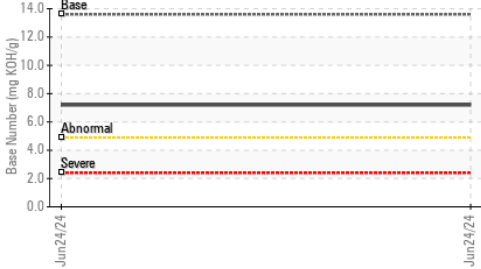 Base Number (mg KOH/g)
14.0
12.0
10.0
8.0
6.0
4.0
2.0
0.0
Base
Abnormal
Severe
Jun24/24
Jun24/24